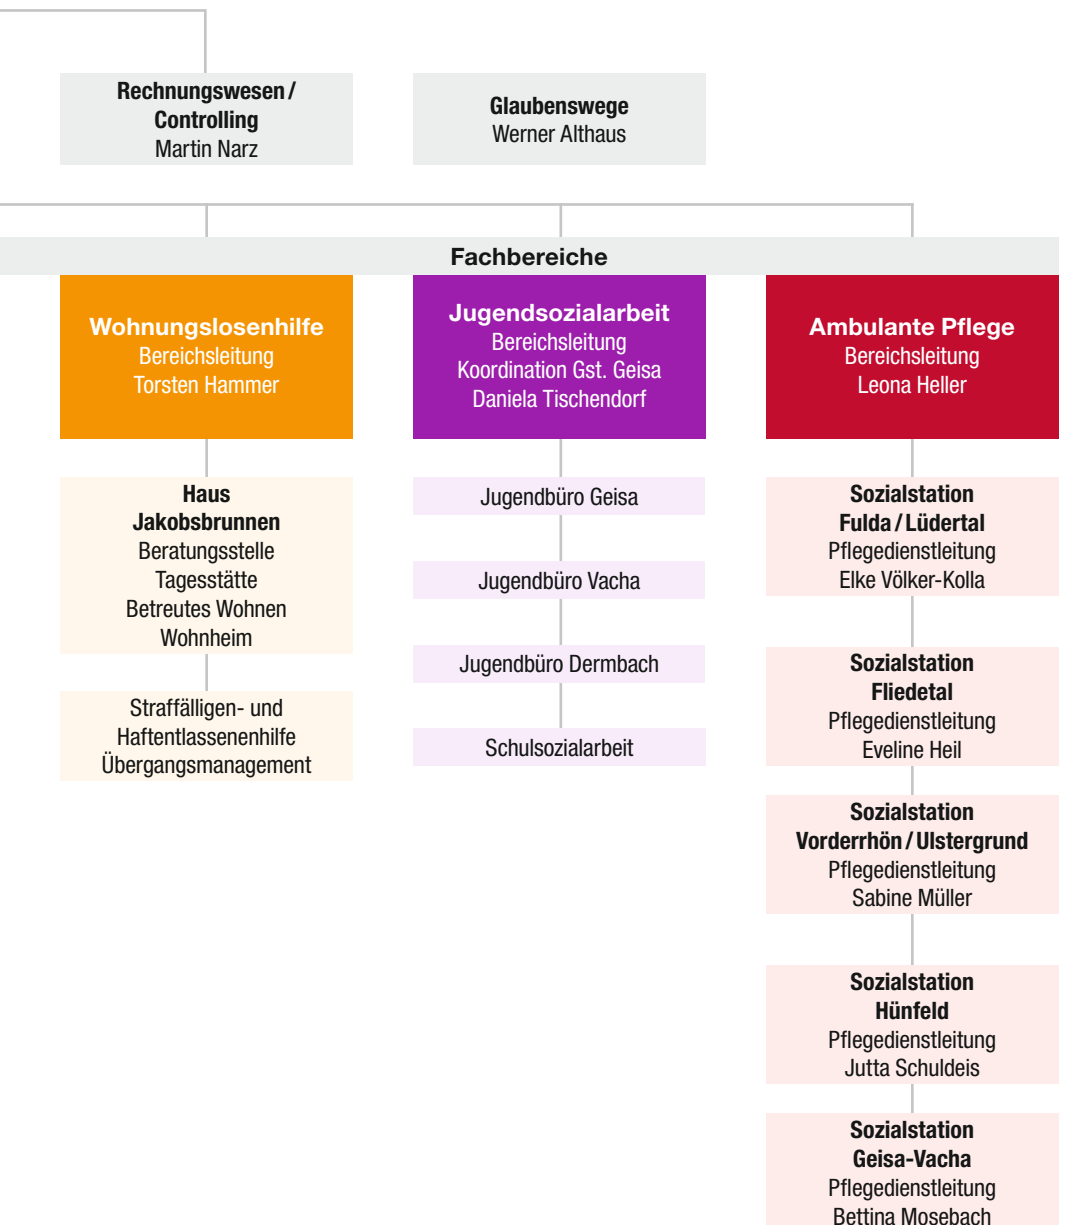 Rechnungswesen /
Controlling
Martin Narz
Glaubenswege
Werner Althaus
Fachbereiche
Wohnungslosenhilfe
Bereichsleitung
Torsten Hammer
Haus
Jakobsbrunnen
Beratungsstelle
Tagesstätte
Betreutes Wohnen
Wohnheim
Straffälligen- und
Haftentlassenenhilfe
Übergangsmanagement
Jugendsozialarbeit
Bereichsleitung
Koordination Gst. Geisa
Daniela Tischendorf
Jugendbüro Geisa
Jugendbüro Vacha
Jugendbüro Dermbach
Schulsozialarbeit
Ambulante Pflege
Bereichsleitung
Leona Heller
Sozialstation
Fulda / Lüdertal
Pflegedienstleitung
Elke Völker-Kolla
Sozialstation
Fliedetal
Pflegedienstleitung
Eveline Heil
Sozialstation
Vorderrhön / Ulstergrund
Pflegedienstleitung
Sabine Müller
Sozialstation
Hünfeld
Pflegedienstleitung
Jutta Schuldeis
Sozialstation
Geisa-Vacha
Pflegedienstleitung
Bettina Mosebach